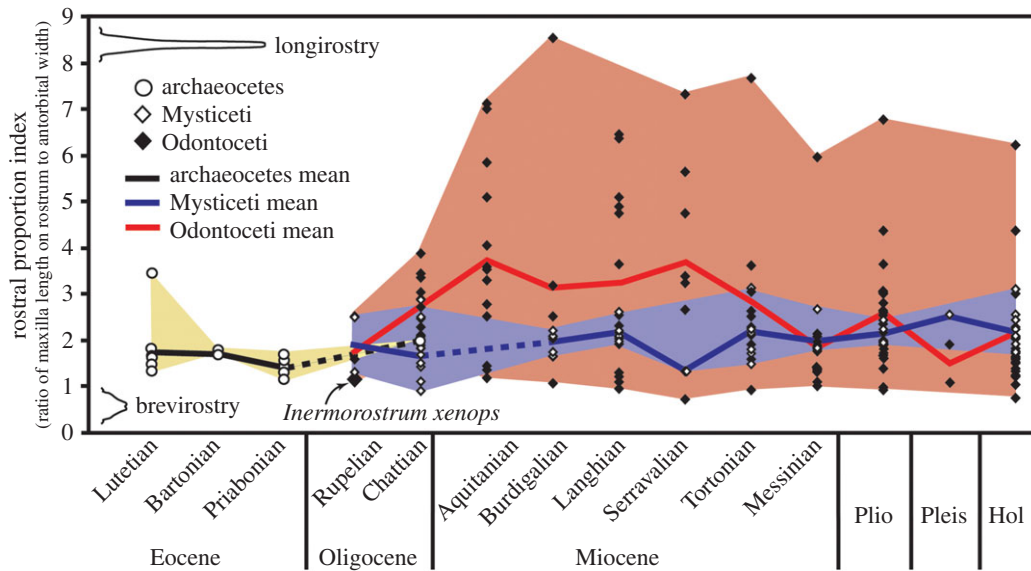 rostral proportion index
(ratio of maxilla length on rostrum to antorbital width)
9
8
7
6
5
4
3
2
1
0
longirostry
archaeocetes
Mysticeti
Odontoceti
archaeocetes mean
Mysticeti mean
Odontoceti mean
brevirostry
Inermorostrum xenops
Lutetian
Bartonian
Priabonian
Rupelian
Chattian
Aquitanian
Burdigalian
Langhian
Serravalian
Tortonian
Messinian
Plio
Pleis
Hol
Eocene
Oligocene
Miocene